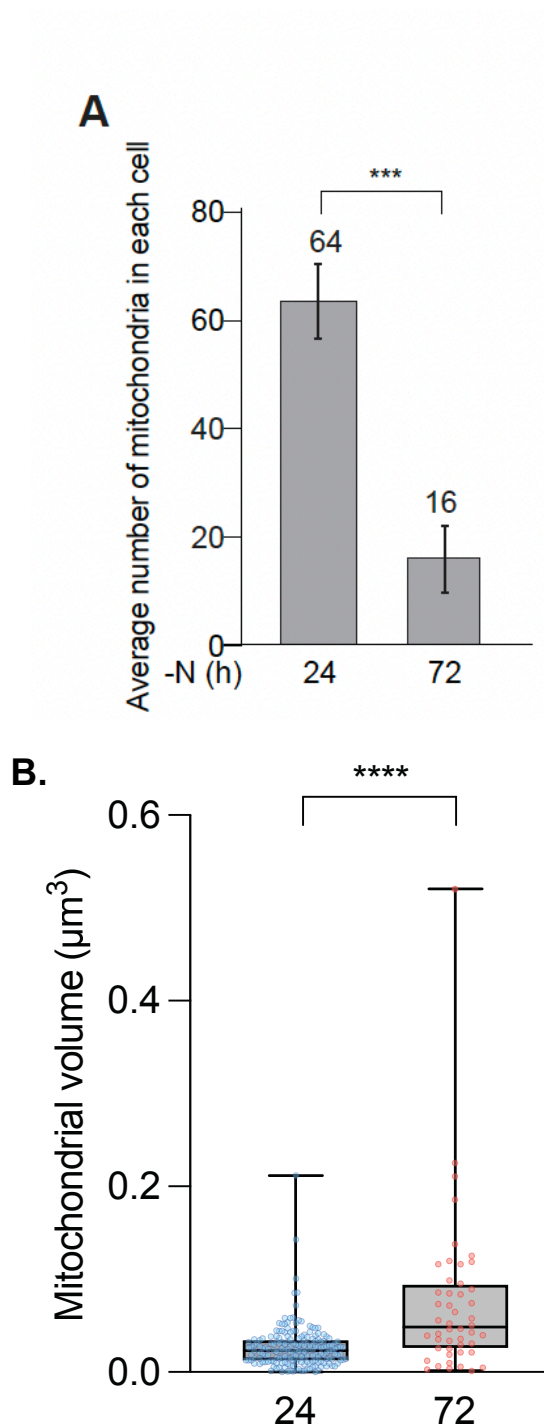 A
Average number of mitochondria in each cell
***
80
64
60
40
16
20
0
-N (h) 24 72
B.
****
Mitochondrial volume (μm³)
0.6
0.4
0.2
0.0
24 72